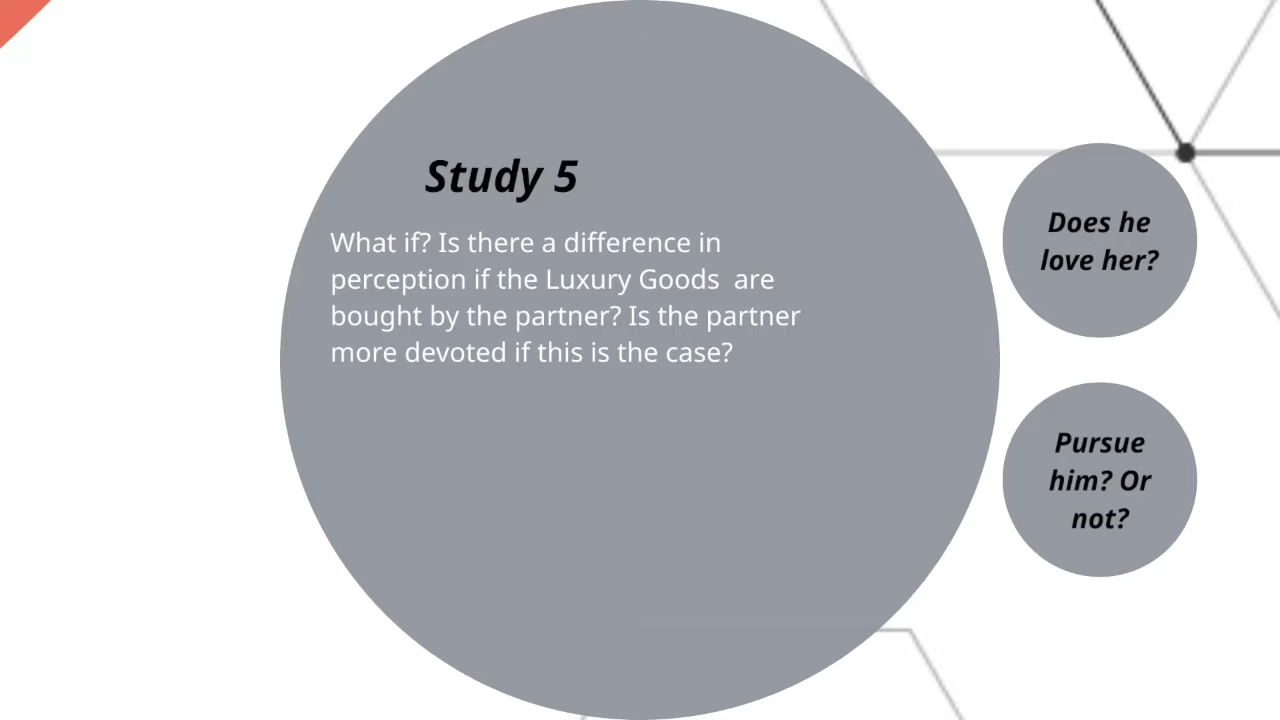 Study 5
What if? Is there a difference in
perception if the Luxury Goods  are
bought by the partner? Is the partner
more devoted if this is the case?
Does he
love her?
Pursue
him? Or
not?